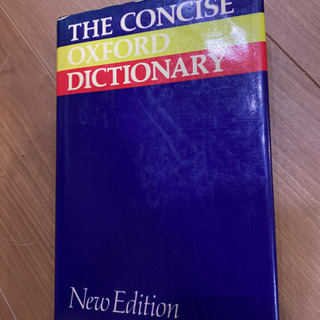 THE CONCISE
OXFORD
DICTIONARY
New Edition